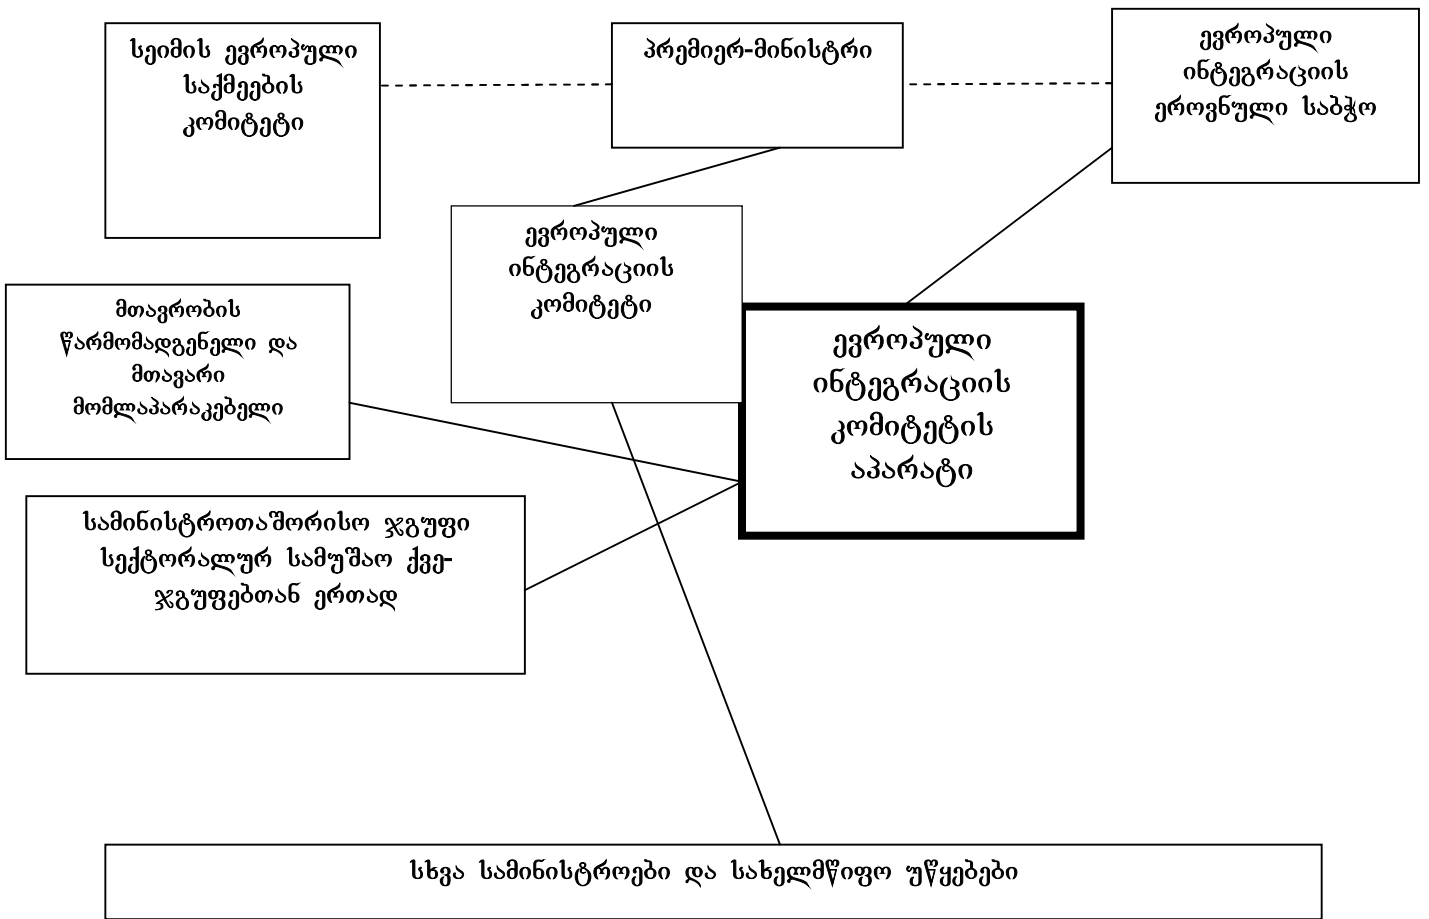 სეიმის ევროპული
საქმეების
კომიტეტი
პრემიერ-მინისტრი
ევროპული
ინტეგრაციის
ეროვნული საბჭო
ევროპული
ინტეგრაციის
კომიტეტი
მთავრობის
წარმომადგენელი და
მთავარი
მომლაპარაკებელი
ევროპული
ინტეგრაციის
კომიტეტის
აპარატი
სამინისტროთაშორისო ჯგუფი
სექტორალურ სამუშაო ქვე-
ჯგუფებთან ერთად
სხვა სამინისტროები და სახელმწიფო უწყებები